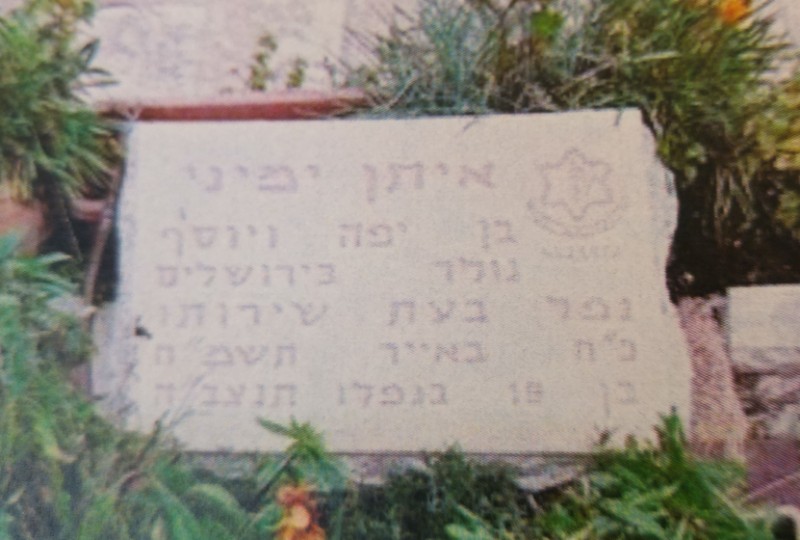 איתן ימיני
בן יפה ויוסף
נולד בירושלים
נפל בעת שירותו
כ"ח באייר תשמ"ח
בן 19 בנפלו תנצב"ה